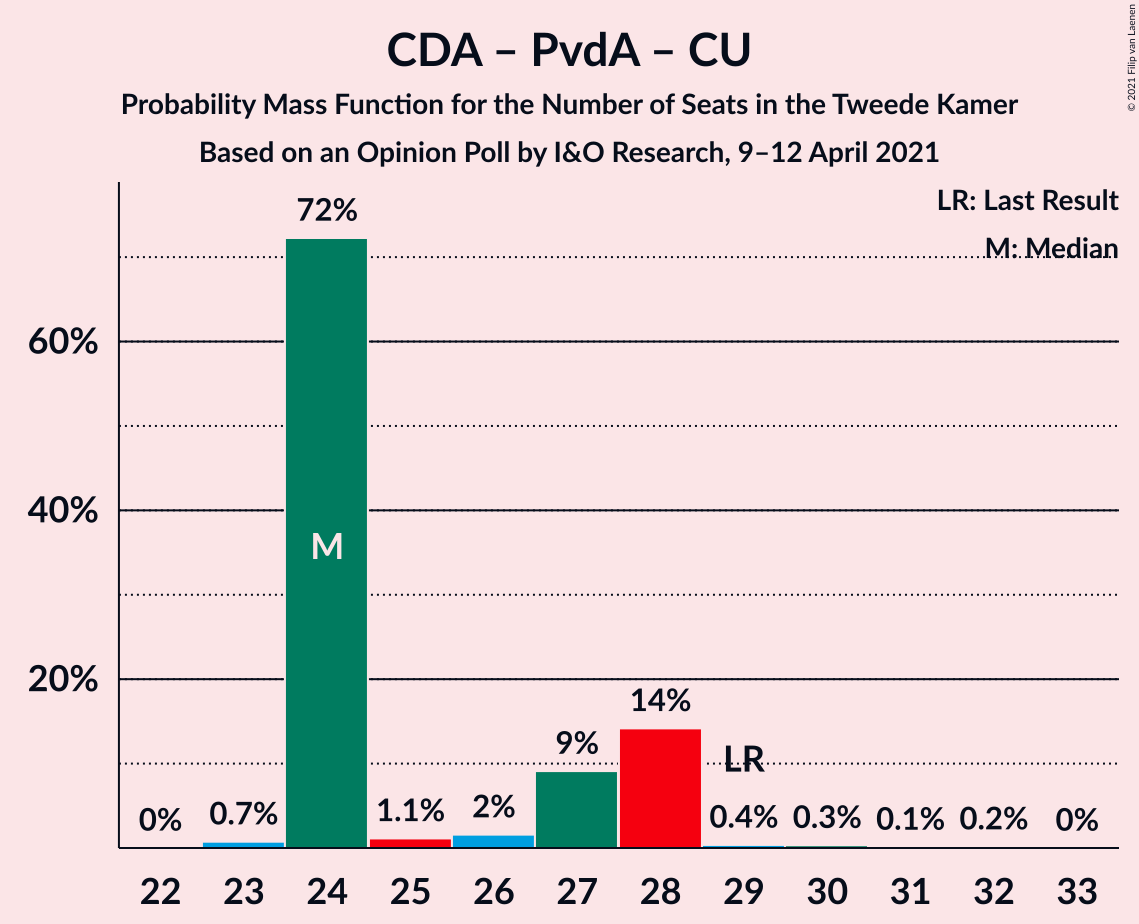 CDA – PvdA – CU
Probability Mass Function for the Number of Seats in the Tweede Kamer
Based on an Opinion Poll by I&O Research, 9–12 April 2021
© 2021 Filip van Laenen
LR: Last Result
M: Median
72%
60%
40%
M
20%
14%
9%
LR
0% 0.7% 1.1% 2% 0.4% 0.3% 0.1% 0.2% 0%
22 23 24 25 26 27 28 29 30 31 32 33